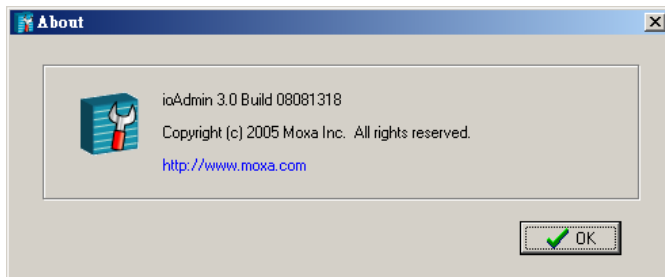 About
ioAdmin 3.0 Build 08081318
Copyright (c) 2005 Moxa Inc.  All rights reserved.
http://www.moxa.com
OK